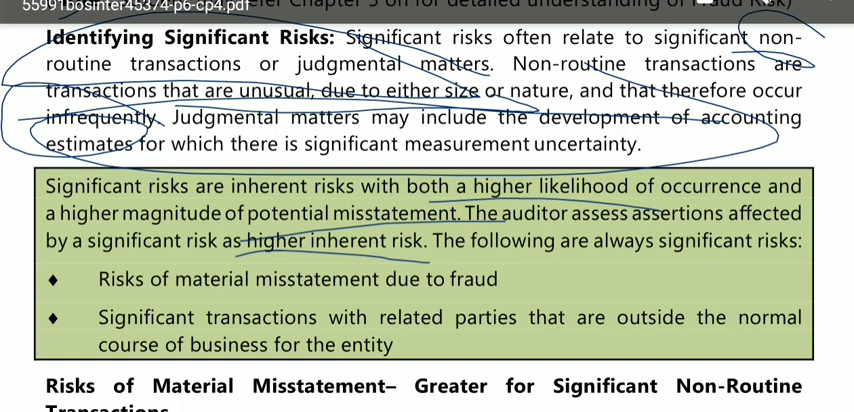 55991bosinter45374-p6-cp4.pdf
Identifying Significant Risks: Significant risks often relate to significant non-
routine transactions or judgmental matters. Non-routine transactions are
transactions that are unusual, due to either size or nature, and that therefore occur
infrequently. Judgmental matters may include the development of accounting
estimates for which there is significant measurement uncertainty.
Significant risks are inherent risks with both a higher likelihood of occurrence and
a higher magnitude of potential misstatement. The auditor assess assertions affected
by a significant risk as higher inherent risk. The following are always significant risks:
♦ Risks of material misstatement due to fraud
♦ Significant transactions with related parties that are outside the normal
course of business for the entity
Risks of Material Misstatement– Greater for Significant Non-Routine
Transactions